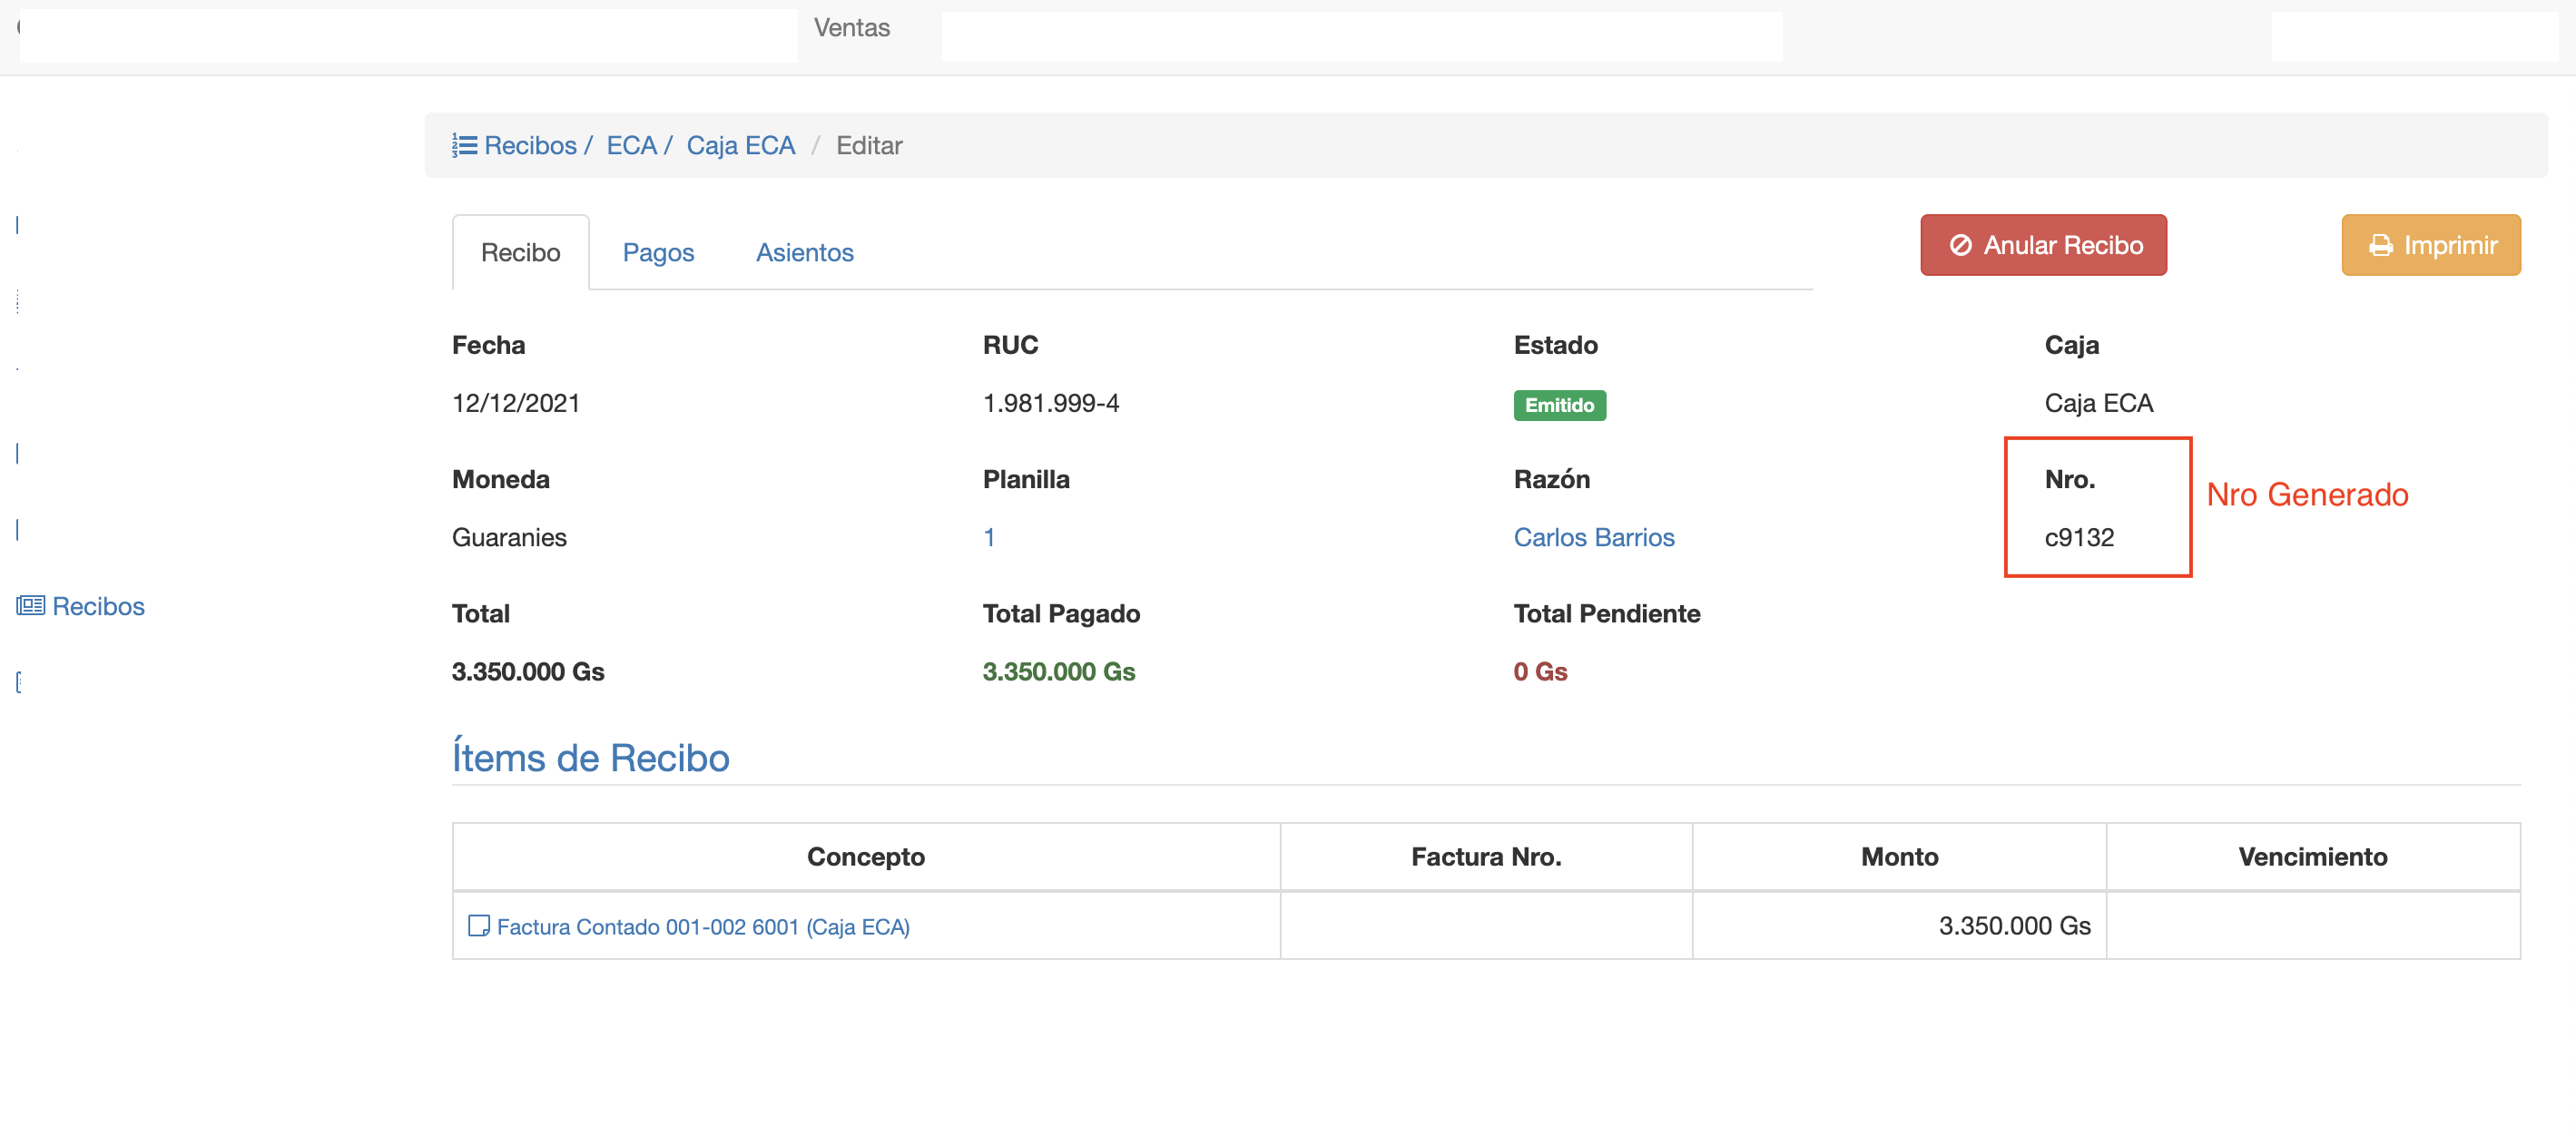 Ventas
Recibos / ECA / Caja ECA / Editar
Recibo Pagos Asientos Anular Recibo Imprimir
Fecha RUC Estado Caja
12/12/2021 1.981.999-4 Emitido Caja ECA
Moneda Planilla Razón Nro. Nro Generado
Guaranies 1 Carlos Barrios c9132
Recibos
Total Total Pagado Total Pendiente
3.350.000 Gs 3.350.000 Gs 0 Gs
Ítems de Recibo
Concepto Factura Nro. Monto Vencimiento
Factura Contado 001-002 6001 (Caja ECA) 3.350.000 Gs